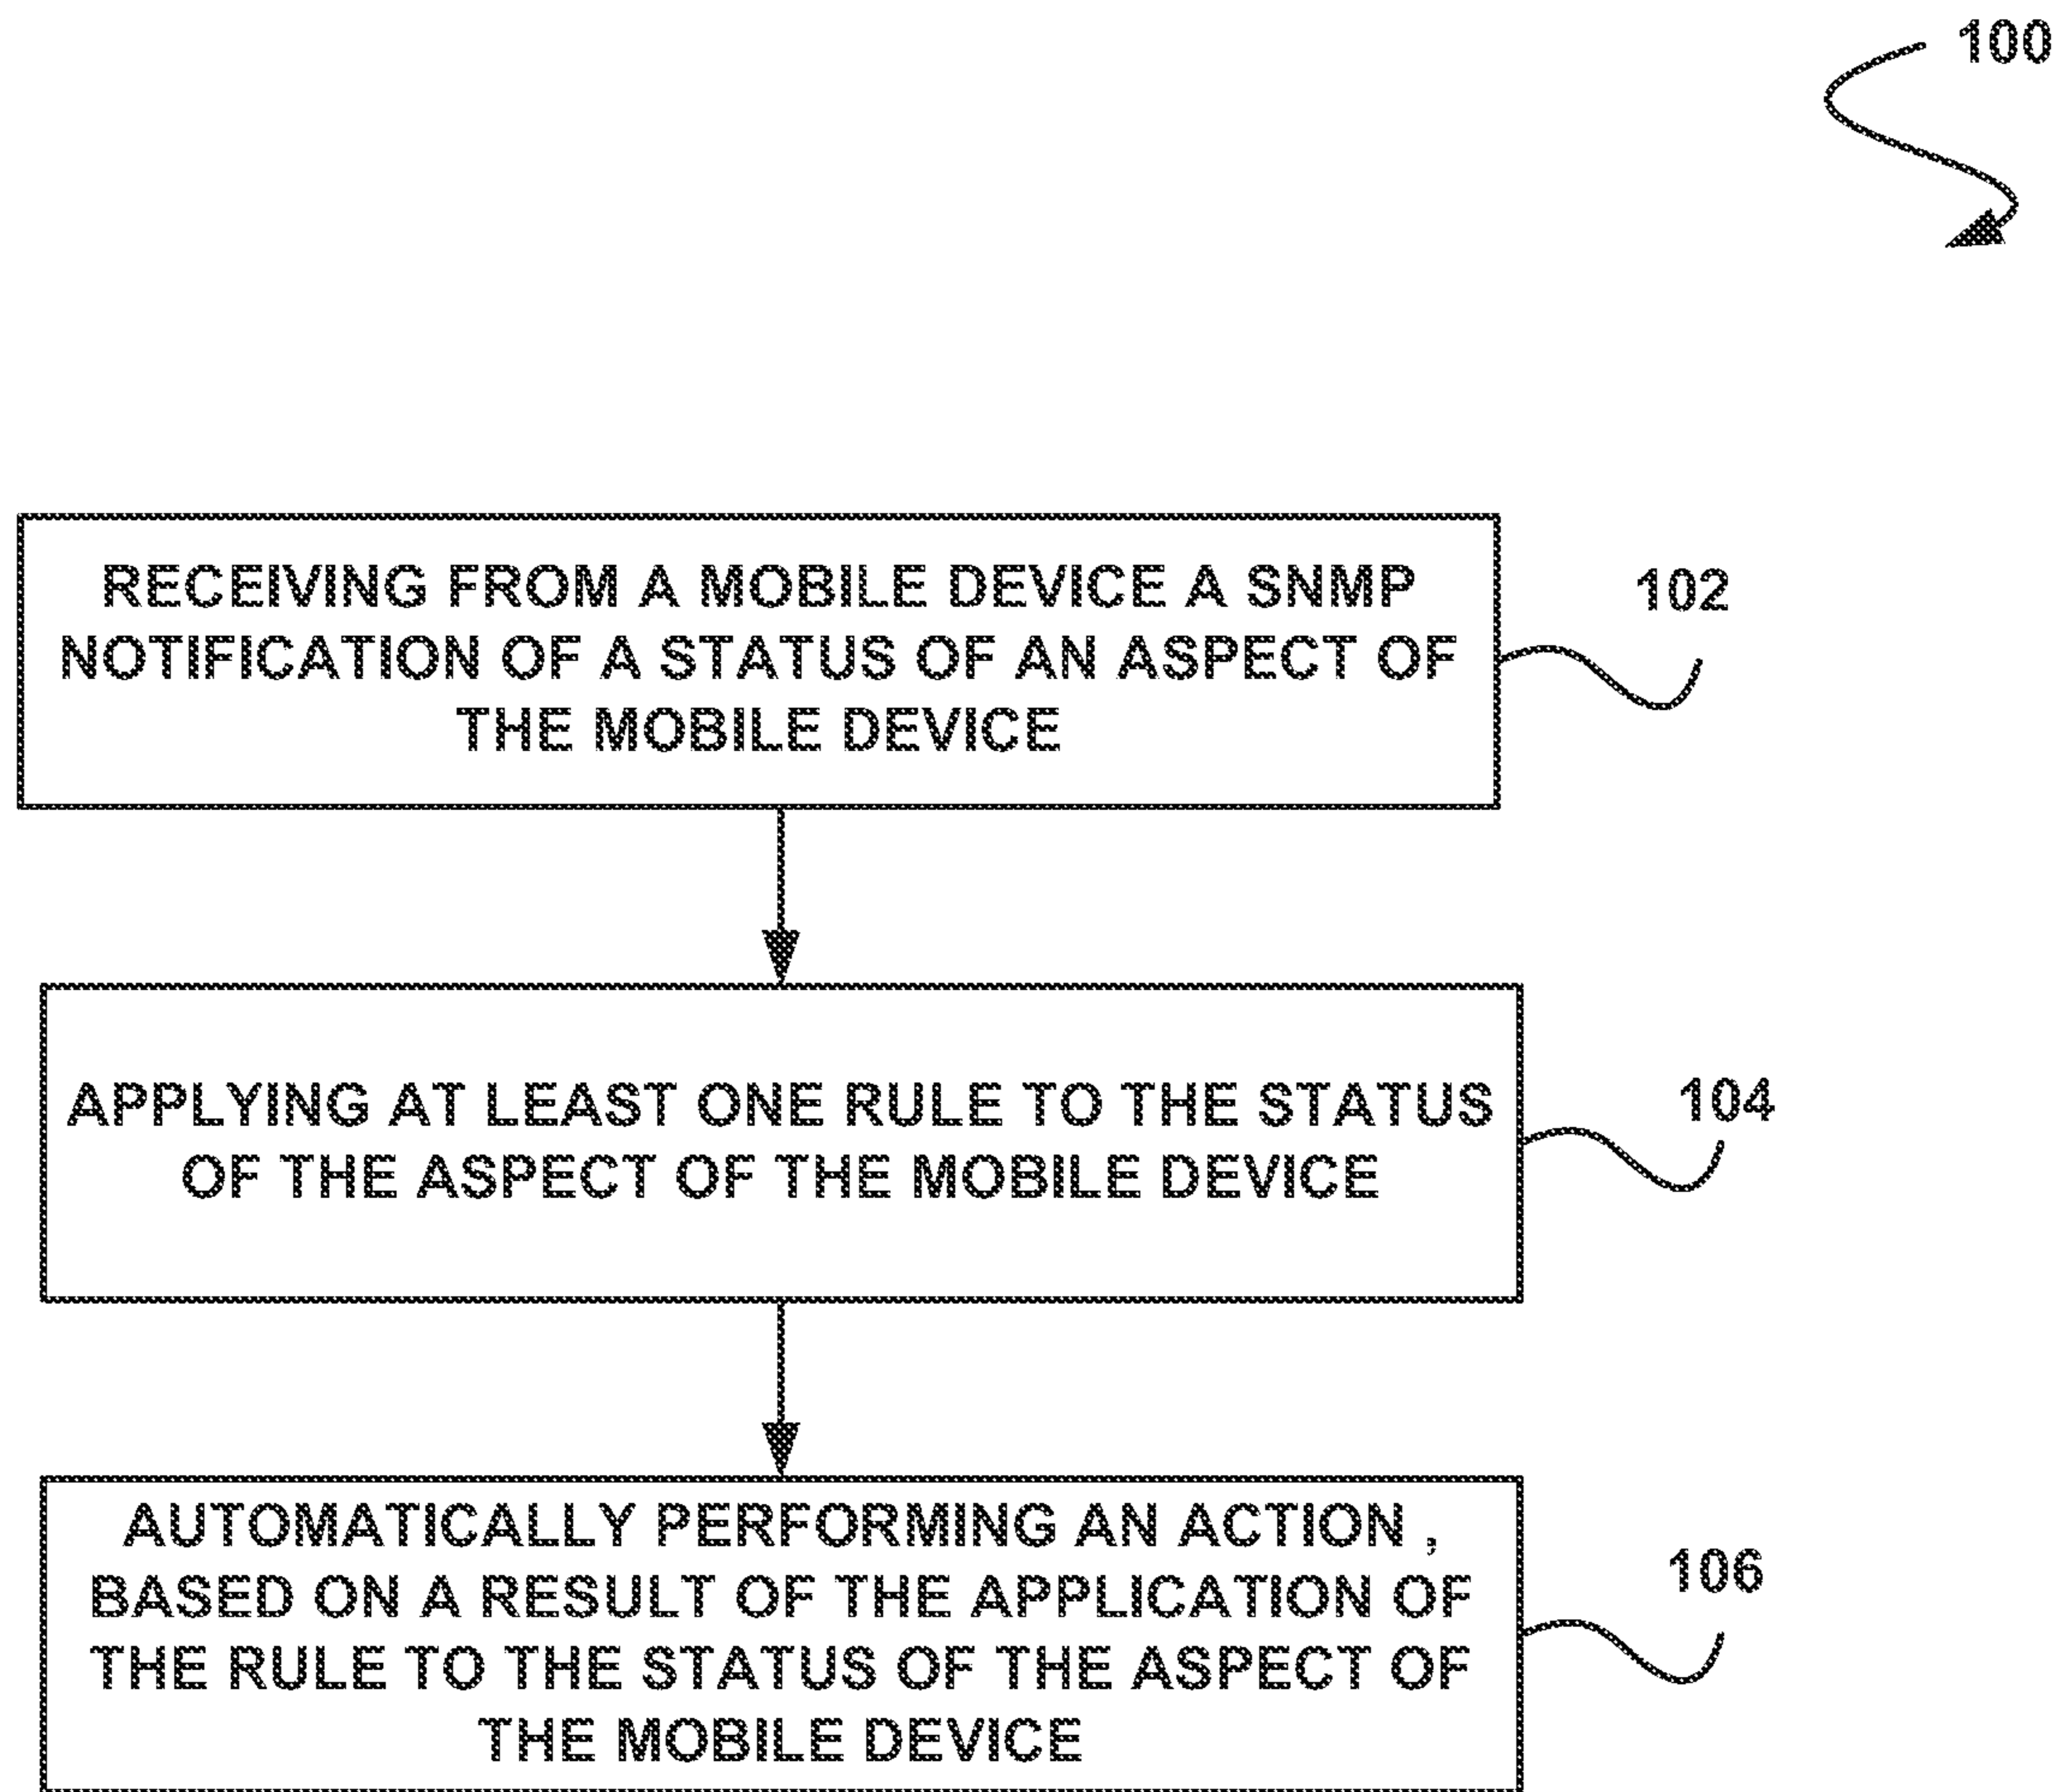 100
RECEIVING FROM A MOBILE DEVICE A SNMP
NOTIFICATION OF A STATUS OF AN ASPECT OF
THE MOBILE DEVICE
102
APPLYING AT LEAST ONE RULE TO THE STATUS
OF THE ASPECT OF THE MOBILE DEVICE
104
AUTOMATICALLY PERFORMING AN ACTION ,
BASED ON A RESULT OF THE APPLICATION OF
THE RULE TO THE STATUS OF THE ASPECT OF
THE MOBILE DEVICE
106